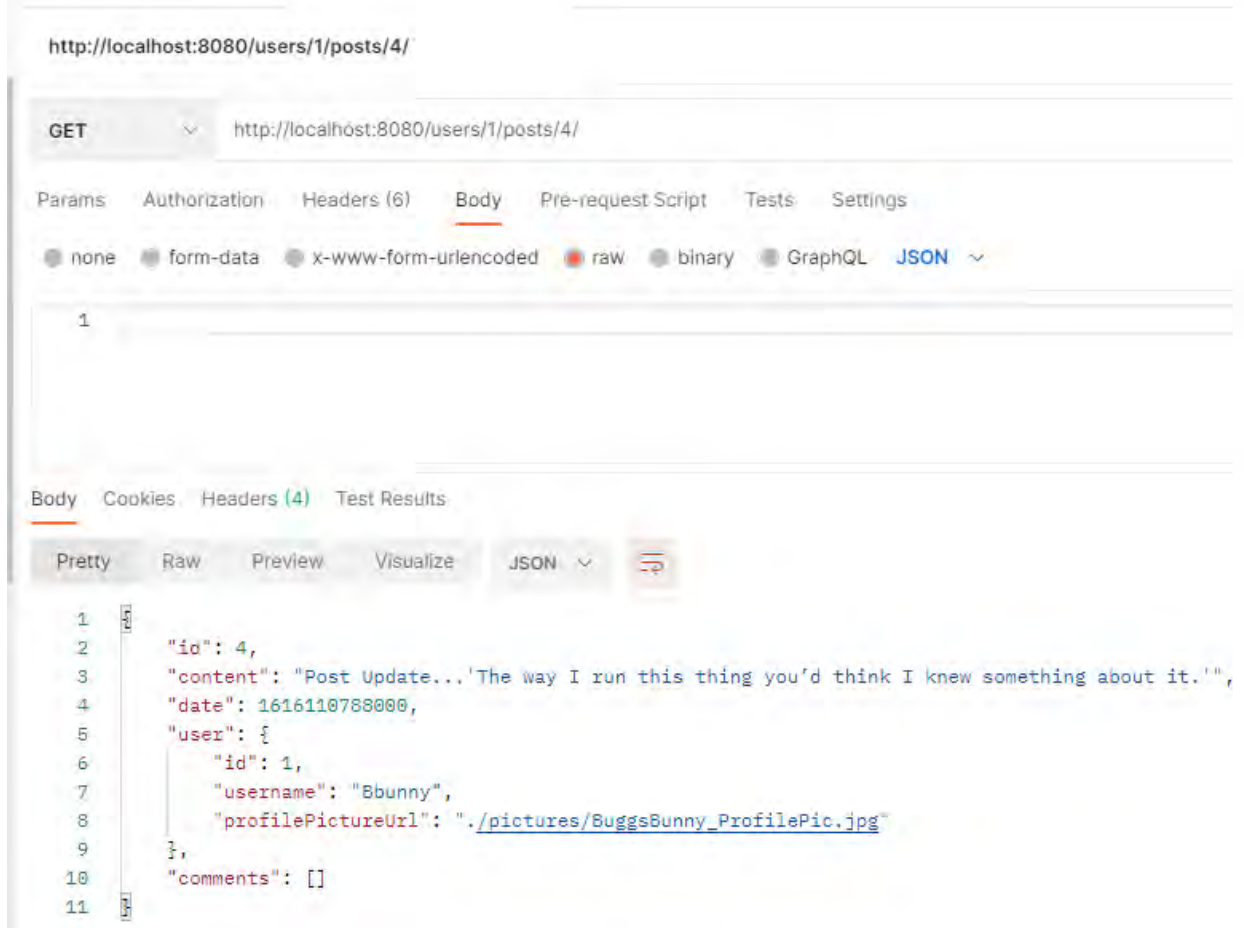 http://localhost:8080/users/1/posts/4/
GET http://localhost:8080/users/1/posts/4/
Params Authorization Headers (6) Body Pre-request Script Tests Settings
none form-data x-www-form-urlencoded raw binary GraphQL JSON
1
Body Cookies Headers (4) Test Results
Pretty Raw Preview Visualize JSON
1 {
2 "id": 4,
3 "content": "Post Update...'The way I run this thing you’d think I knew something about it.'",
4 "date": 1616110788000,
5 "user": {
6 "id": 1,
7 "username": "Bbunny",
8 "profilePictureUrl": "./pictures/BuggsBunny_ProfilePic.jpg"
9 },
10 "comments": []
11 }